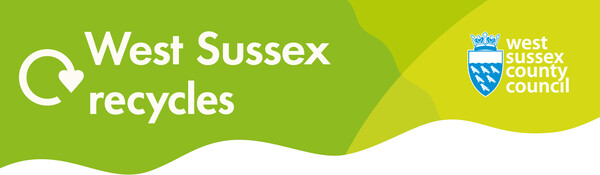 West Sussex
recycles
west
sussex
county
council